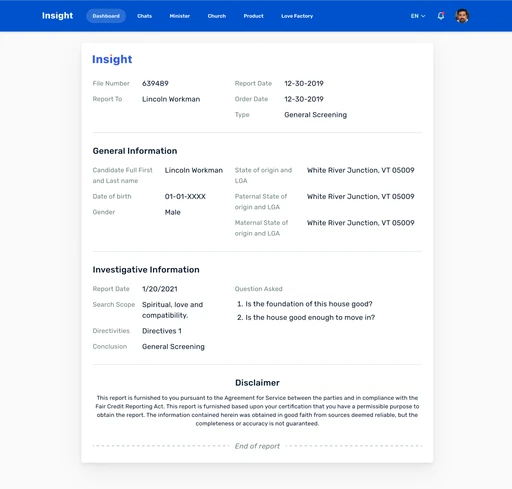 Insight Dashboard Chats Minister Church Product Love Factory EN
Insight
File Number 639489 Report Date 12-30-2019
Report To Lincoln Workman Order Date 12-30-2019
Type General Screening
General Information
Candidate Full First and Last name Lincoln Workman State of origin and LGA White River Junction, VT 05009
Date of birth 01-01-XXXX Paternal State of origin and LGA White River Junction, VT 05009
Gender Male Maternal State of origin and LGA White River Junction, VT 05009
Investigative Information
Report Date 1/20/2021 Question Asked
Search Scope Spiritual, love and compatibility. 1. Is the foundation of this house good?
2. Is the house good enough to move in?
Directivities Directives 1
Conclusion General Screening
Disclaimer
This report is furnished to you pursuant to the Agreement for Service between the parties and in compliance with the
Fair Credit Reporting Act. This report is furnished based upon your certification that you have a permissible purpose to
obtain the report. The information contained herein was obtained in good faith from sources deemed reliable, but the
completeness or accuracy is not guaranteed.
End of report